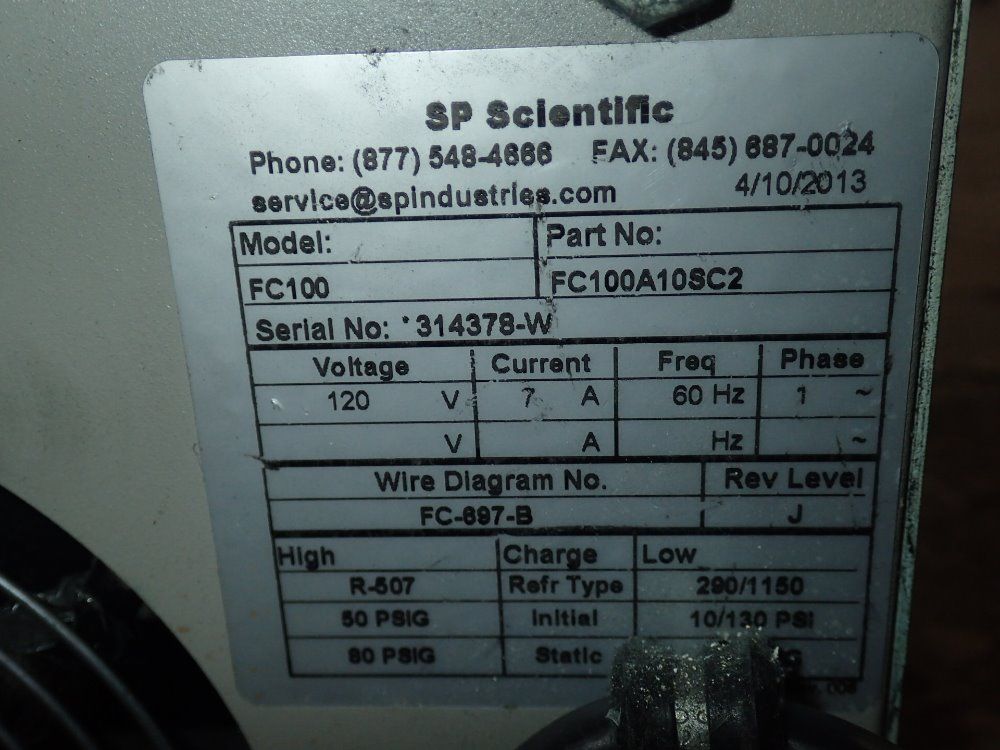 SP Scientific
Phone: (877) 548-4666 FAX: (845) 687-0024
service@spindustries.com 4/10/2013
Model: Part No:
FC100 FC100A10SC2
Serial No: *314378-W
Voltage Current Freq Phase
120 V 7 A 60 Hz 1 ~
V A Hz ~
Wire Diagram No. Rev Level
FC-697-B J
High Charge Low
R-507 Refr Type 290/1150
50 PSIG Initial 10/130 PSI
80 PSIG Static